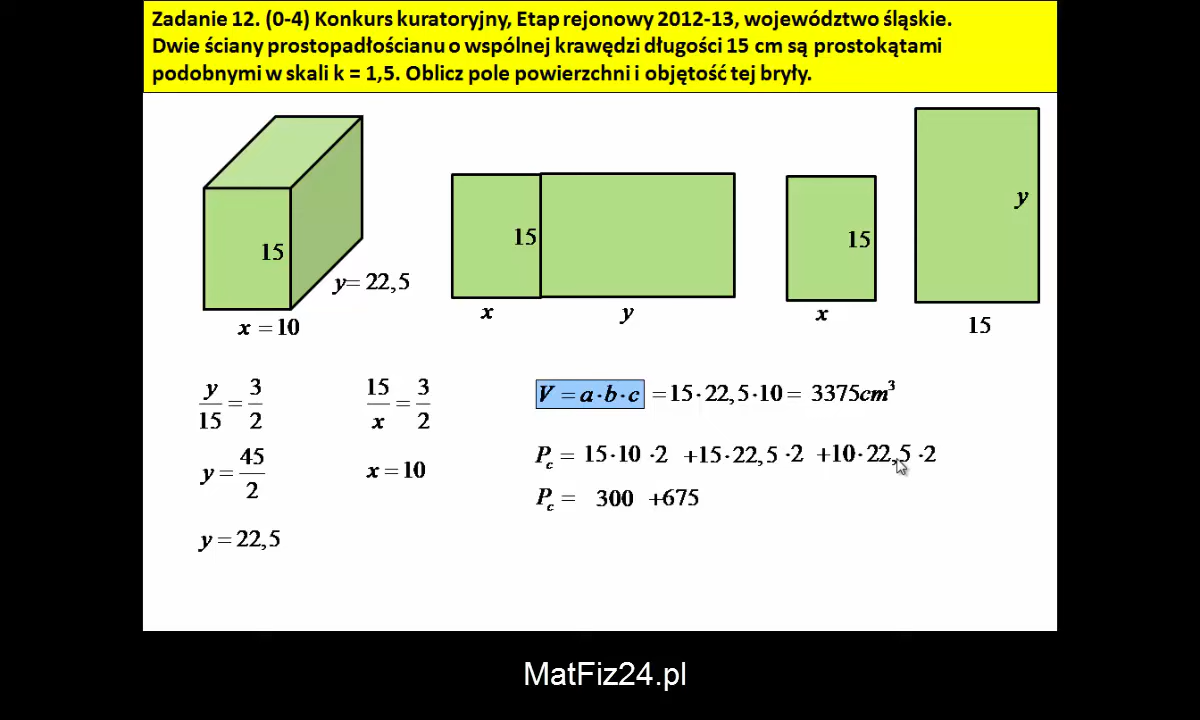 Zadanie 12. (0-4) Konkurs kuratoryjny, Etap rejonowy 2012-13, województwo śląskie.
Dwie ściany prostopadłościanu o wspólnej krawędzi długości 15 cm są prostokątami
podobnymi w skali k = 1,5. Oblicz pole powierzchni i objętość tej bryły.
15
y= 22,5
x = 10
15
x
y
15
x
y
15
y/15 = 3/2
15/x = 3/2
V = a·b·c = 15·22,5·10 = 3375cm³
y = 45/2
x = 10
P_c = 15·10 ·2 +15·22,5 ·2 +10·22,5 ·2
P_c = 300 +675
y = 22,5
MatFiz24.pl